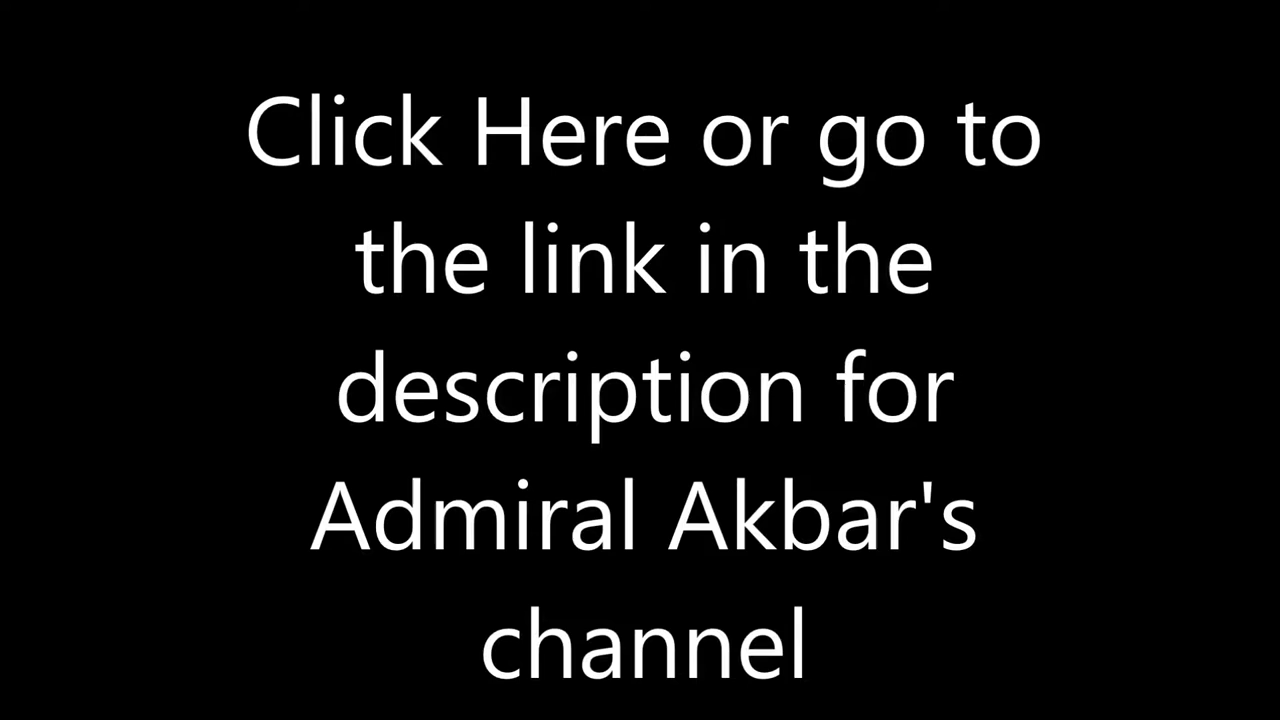 Click Here or go to
the link in the
description for
Admiral Akbar's
channel